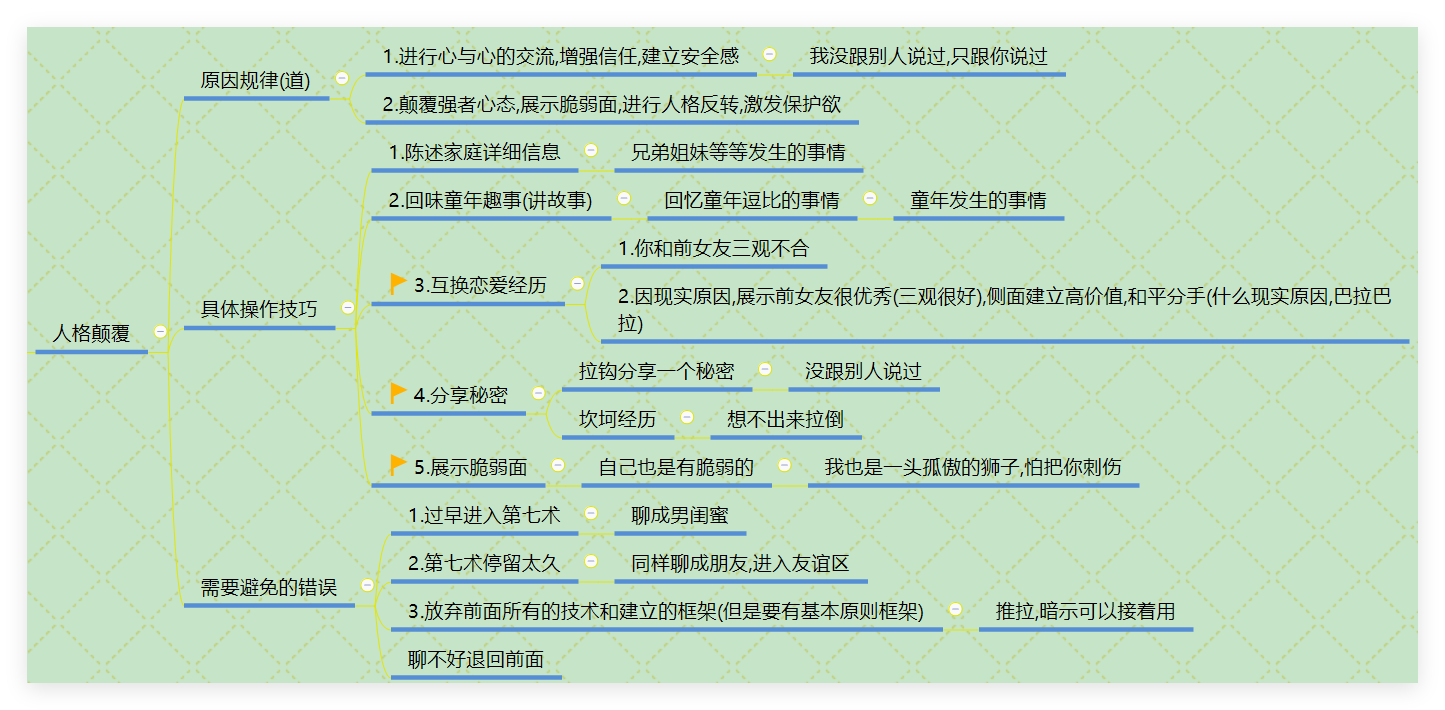 人格颠覆
原因规律(道)
1.进行心与心的交流,增强信任,建立安全感
我没跟别人说过,只跟你说过
2.颠覆强者心态,展示脆弱面,进行人格反转,激发保护欲
具体操作技巧
1.陈述家庭详细信息
兄弟姐妹等等发生的事情
2.回味童年趣事(讲故事)
回忆童年逗比的事情
童年发生的事情
3.互换恋爱经历
1.你和前女友三观不合
2.因现实原因,展示前女友很优秀(三观很好),侧面建立高价值,和平分手(什么现实原因,巴拉巴
拉)
4.分享秘密
拉钩分享一个秘密
没跟别人说过
坎坷经历
想不出来拉倒
5.展示脆弱面
自己也是有脆弱的
我也是一头孤傲的狮子,怕把你刺伤
需要避免的错误
1.过早进入第七术
聊成男闺蜜
2.第七术停留太久
同样聊成朋友,进入友谊区
3.放弃前面所有的技术和建立的框架(但是要有基本原则框架)
推拉,暗示可以接着用
聊不好退回前面